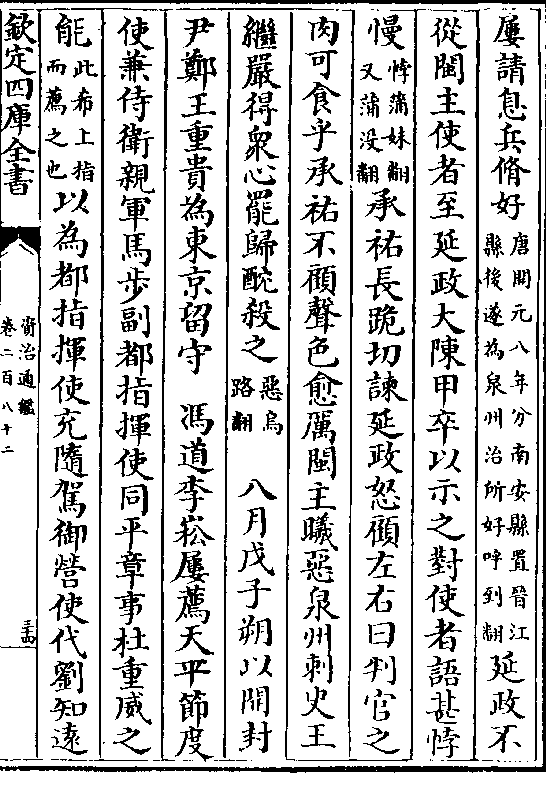 屢請息兵脩好唐開元八年分南安縣置晉江縣後遂為泉州治所好呼到翻延政不
從閩主使者至延政大陳甲卒以示之對使者語甚悖
慢悖蒲妹翻又蒲没翻承祐長跪切諫延政怒顧左右曰判官之
肉可食乎承祐不顧聲色愈厲閩主曦惡泉州刺史王
繼嚴得衆心罷歸酖殺之惡烏路翻 八月戊子朔以開封
尹鄭王重貴為東京留守 馮道李崧屢薦天平節度
使兼侍衛親軍馬步副都指揮使同平章事杜重威之
能此希上指而薦之也以為都指揮使充隨駕御營使代劉知遠
欽定四庫全書
資治通鑑
卷二百八十二